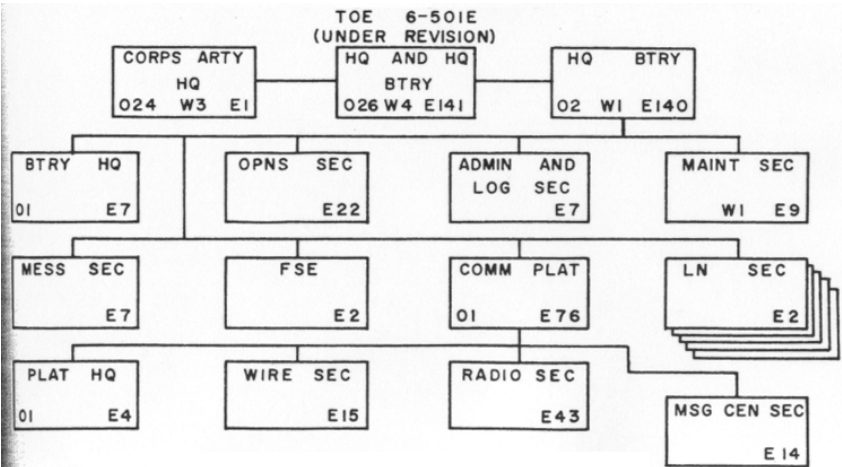 TOE 6-501E
(UNDER REVISION)
CORPS ARTY
HQ
O24 W3 E1
HQ AND HQ
BTRY
O26 W4 E141
HQ BTRY
O2 W1 E140
BTRY HQ
O1 E7
OPNS SEC
E22
ADMIN AND
LOG SEC
E7
MAINT SEC
W1 E9
MESS SEC
E7
FSE
E2
COMM PLAT
O1 E76
LN SEC
E2
PLAT HQ
O1 E4
WIRE SEC
E15
RADIO SEC
E43
MSG CEN SEC
E14